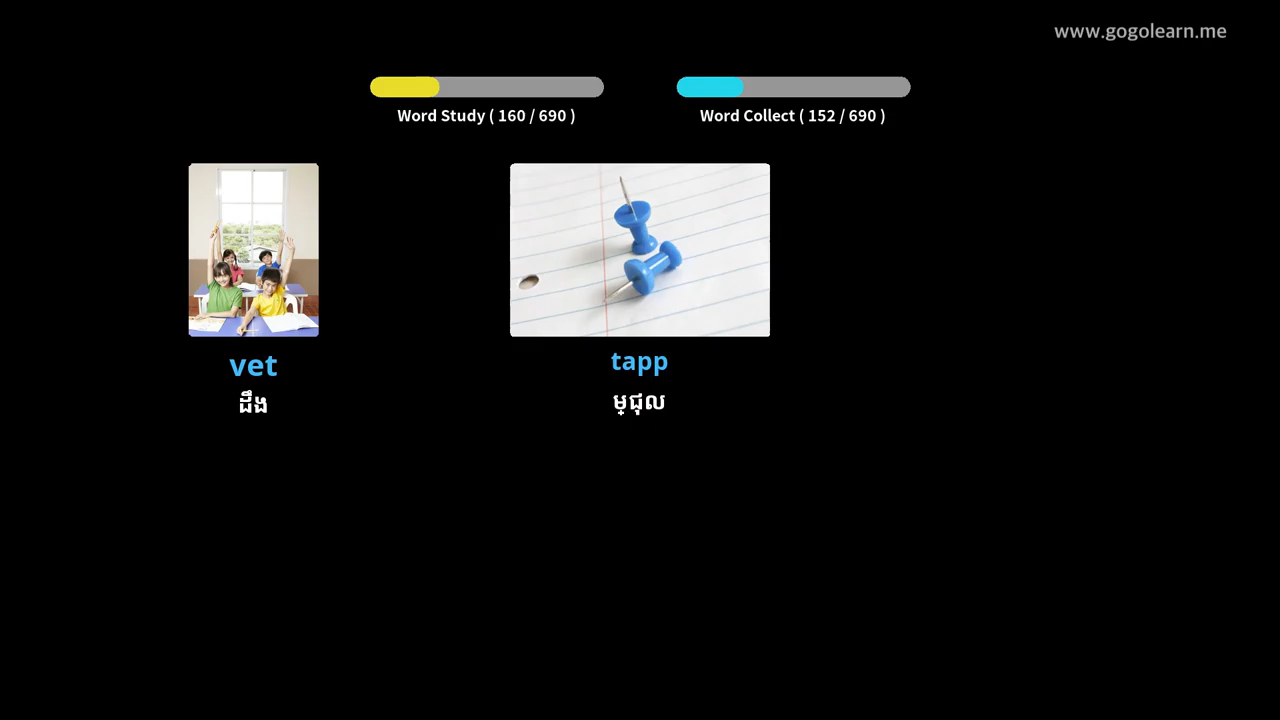 www.gogolearn.me
Word Study ( 160 / 690 )
Word Collect ( 152 / 690 )
vet
ដឹង
tapp
ម្ជុល